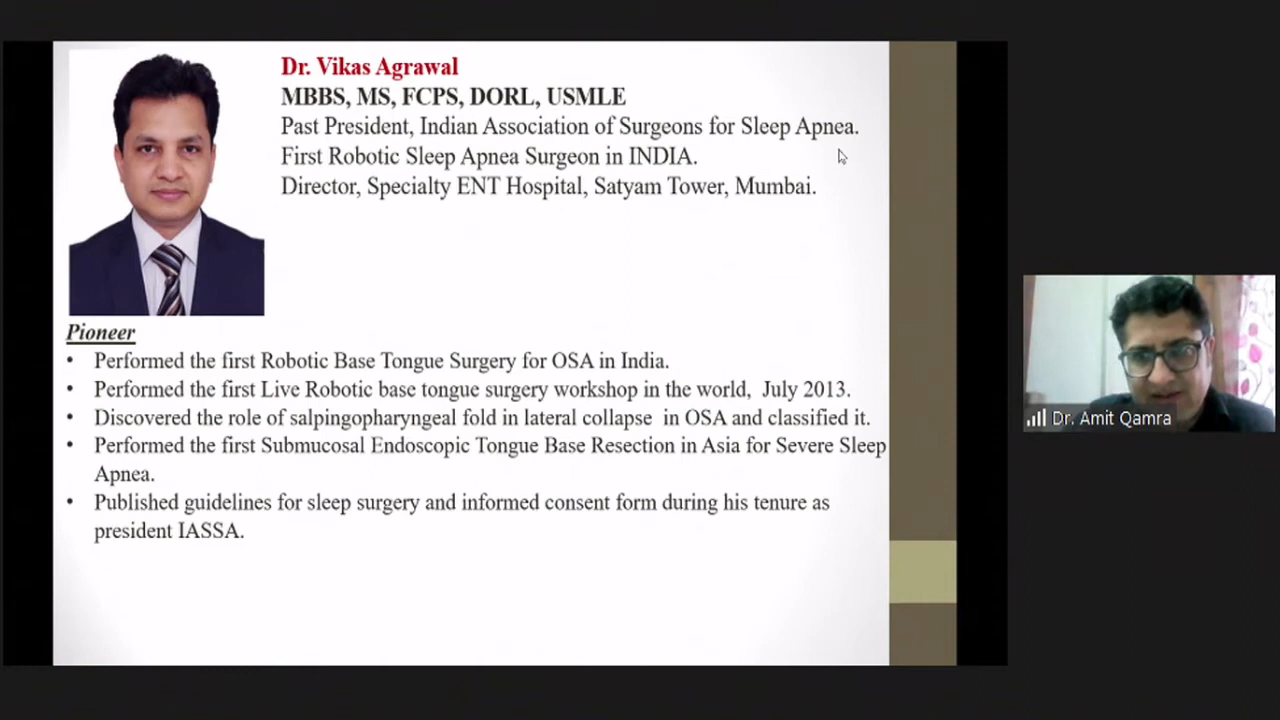 Dr. Vikas Agrawal
MBBS, MS, FCPS, DORL, USMLE
Past President, Indian Association of Surgeons for Sleep Apnea.
First Robotic Sleep Apnea Surgeon in INDIA.
Director, Specialty ENT Hospital, Satyam Tower, Mumbai.
Pioneer
• Performed the first Robotic Base Tongue Surgery for OSA in India.
• Performed the first Live Robotic base tongue surgery workshop in the world, July 2013.
• Discovered the role of salpingopharyngeal fold in lateral collapse in OSA and classified it.
• Performed the first Submucosal Endoscopic Tongue Base Resection in Asia for Severe Sleep
Apnea.
• Published guidelines for sleep surgery and informed consent form during his tenure as
president IASSA.
Dr. Amit Qamra